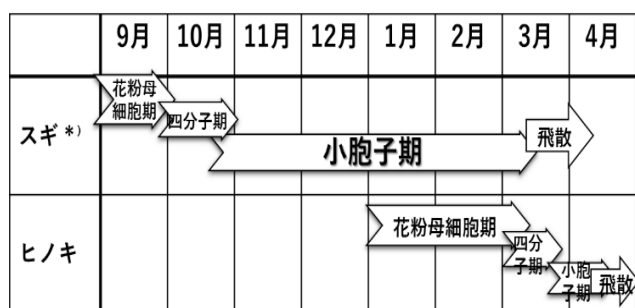 9月 10月 11月 12月 1月 2月 3月 4月
スギ *)
花粉母
細胞期
四分子期
小胞子期
飛散
ヒノキ
花粉母細胞期
四分
子期
小胞
子期
飛散